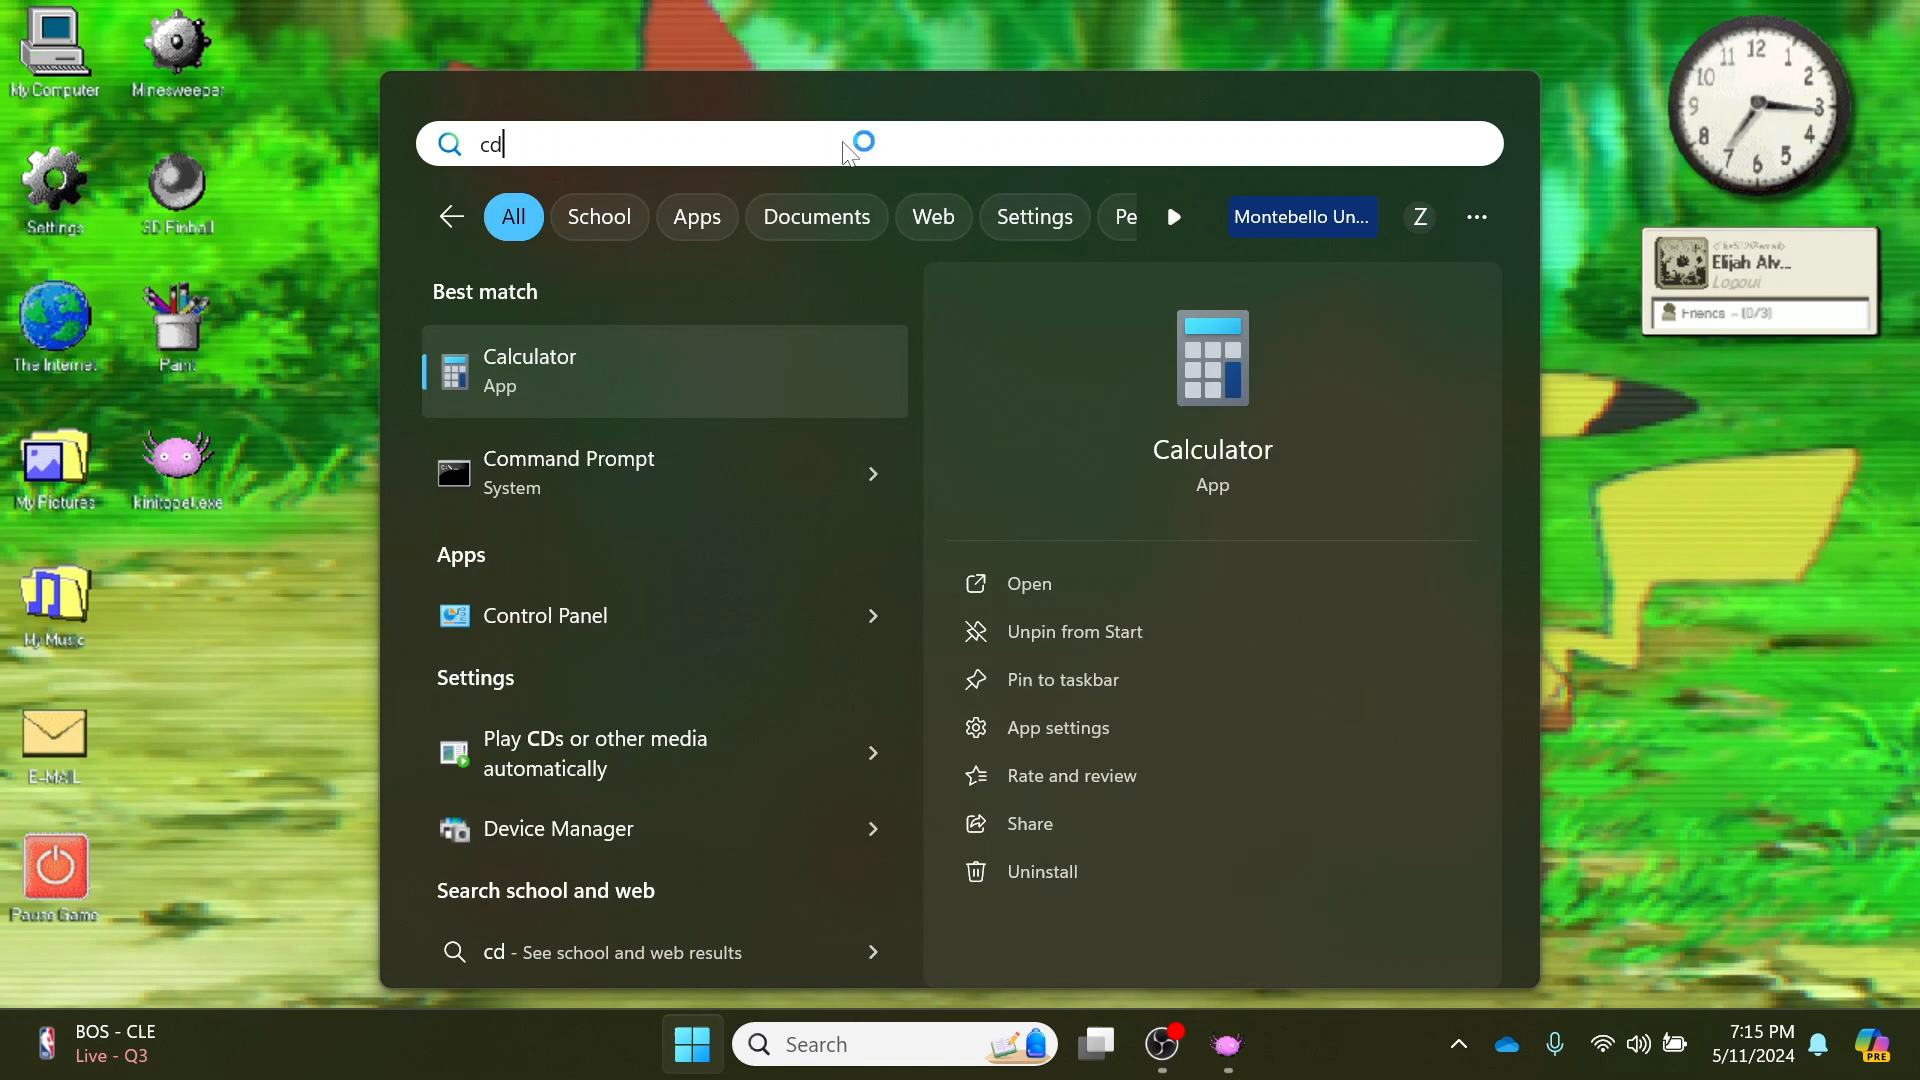 My Computer
Minesweeper
Settings
3D Pinball
The Internet
Paint
My Pictures
kinitopet.exe
My Music
E-MAIL
Pause Game
cd
All
School
Apps
Documents
Web
Settings
Pe
Montebello Un...
Z
Best match
Calculator
App
Command Prompt
System
Apps
Control Panel
Settings
Play CDs or other media
automatically
Device Manager
Search school and web
cd - See school and web results
Calculator
App
Open
Unpin from Start
Pin to taskbar
App settings
Rate and review
Share
Uninstall
12
1
2
3
4
5
6
7
8
9
10
11
Elijah Alv...
Logout
Friends - (0/3)
BOS - CLE
Live - Q3
Search
7:15 PM
5/11/2024
PRE